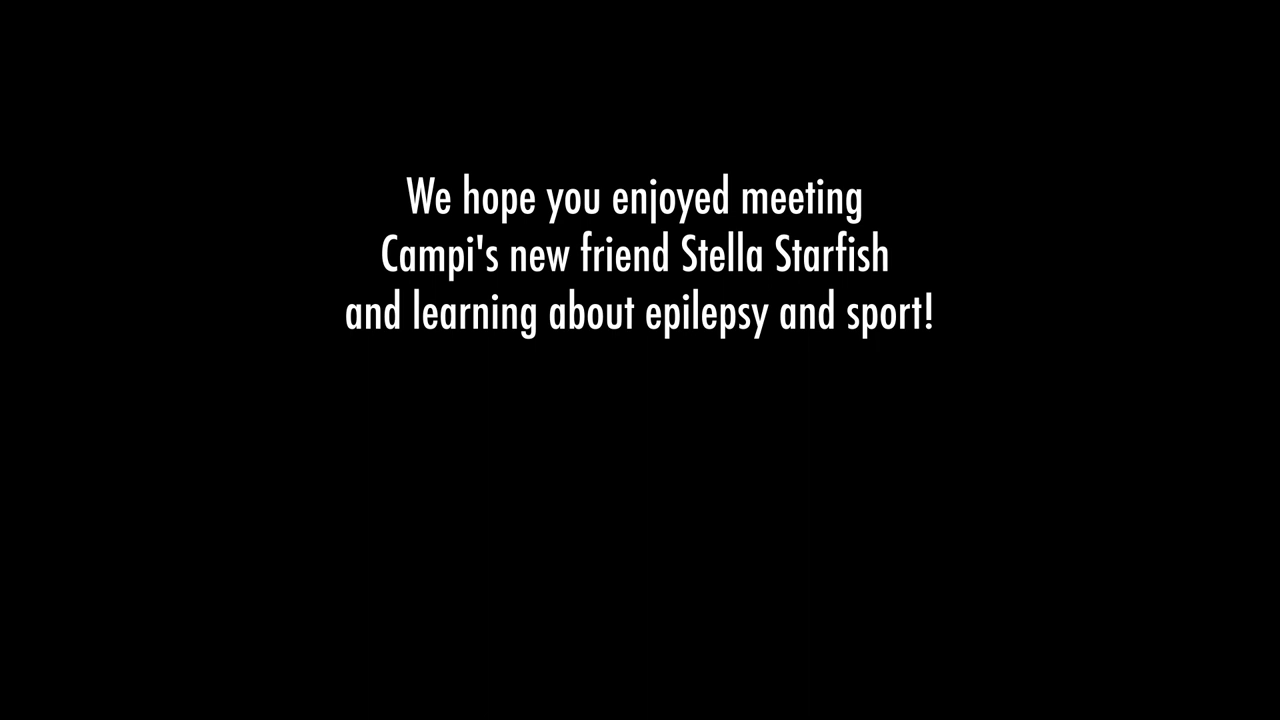 We hope you enjoyed meeting
Campi's new friend Stella Starfish
and learning about epilepsy and sport!